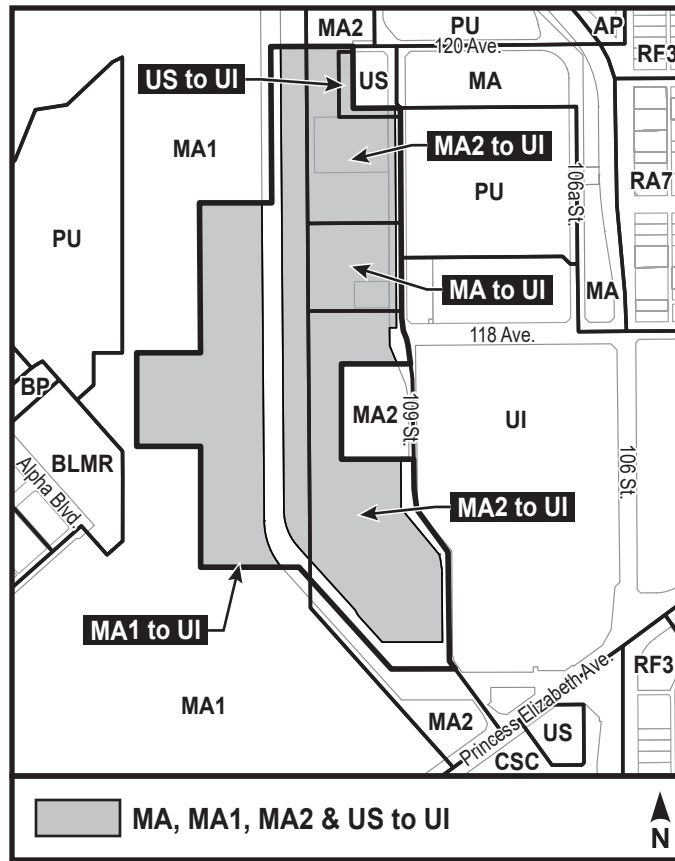 MA2
PU
AP
120 Ave.
RF3
US to UI
US
MA
MA1
MA2 to UI
PU
106a St.
RA7
PU
MA to UI
MA
118 Ave.
BP
MA2
109 St.
UI
106 St.
BLMR
Alpha Blvd.
MA2 to UI
MA1 to UI
RF3
MA1
MA2
Princess Elizabeth Ave.
US
CSC
MA, MA1, MA2 & US to UI
N